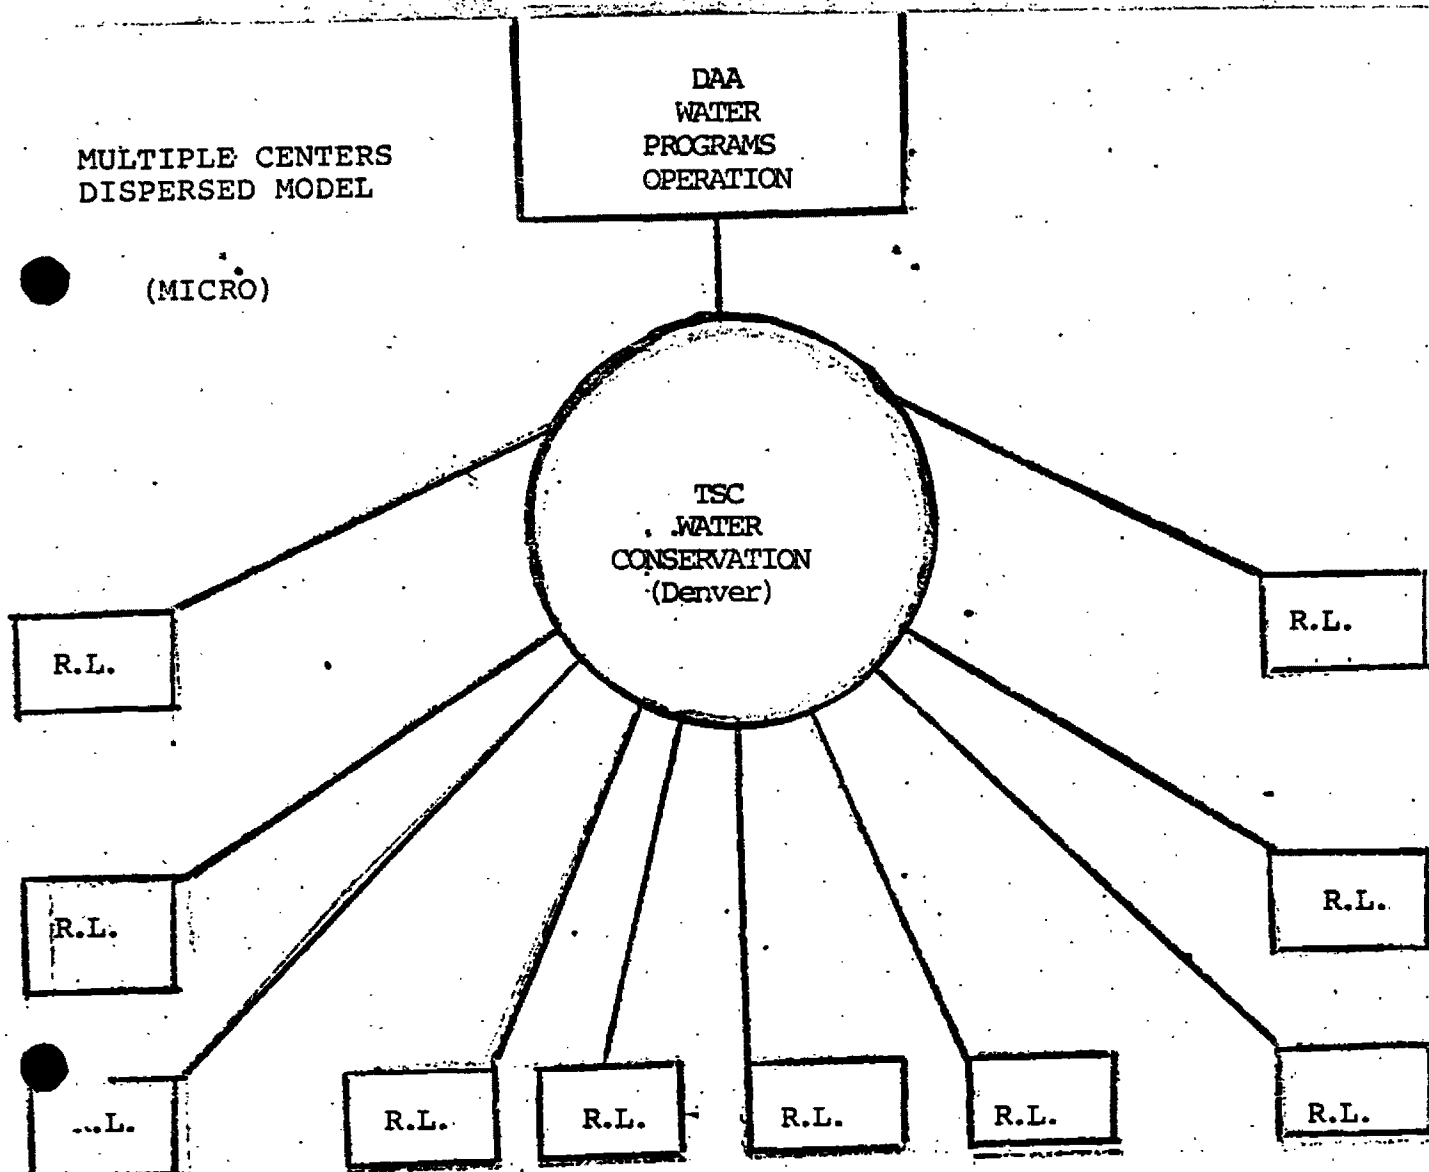 DAA
WATER
PROGRAMS
OPERATION
MULTIPLE CENTERS
DISPERSED MODEL
(MICRO)
TSC
WATER
CONSERVATION
(Denver)
R.L.
R.L.
R.L.
R.L.
.L.
R.L.
R.L.
R.L.
R.L.
R.L.